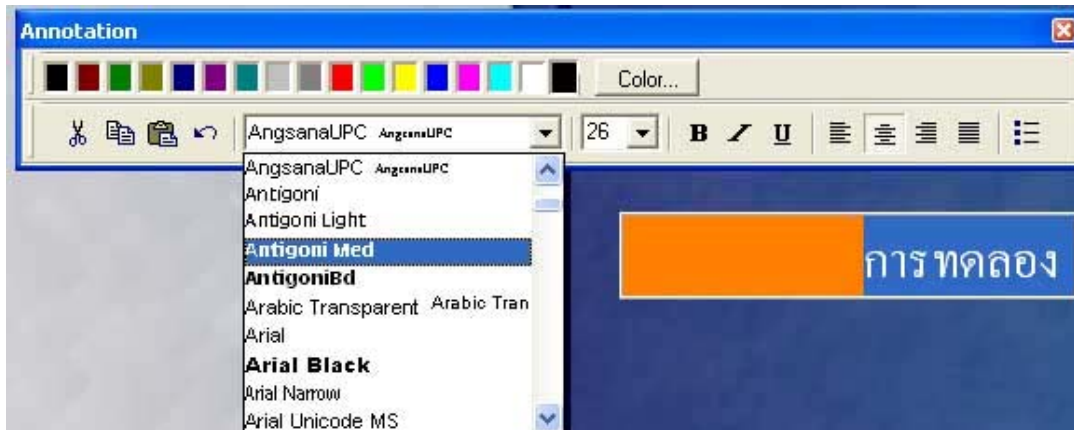 Annotation
Color...
AngsanaUPC AngsanaUPC 26 B I U
AngsanaUPC AngsanaUPC
Antigoni
Antigoni Light
Antigoni Med
AntigoniBd
Arabic Transparent Arabic Tran
Arial
Arial Black
Arial Narrow
Arial Unicode MS
การทดลอง